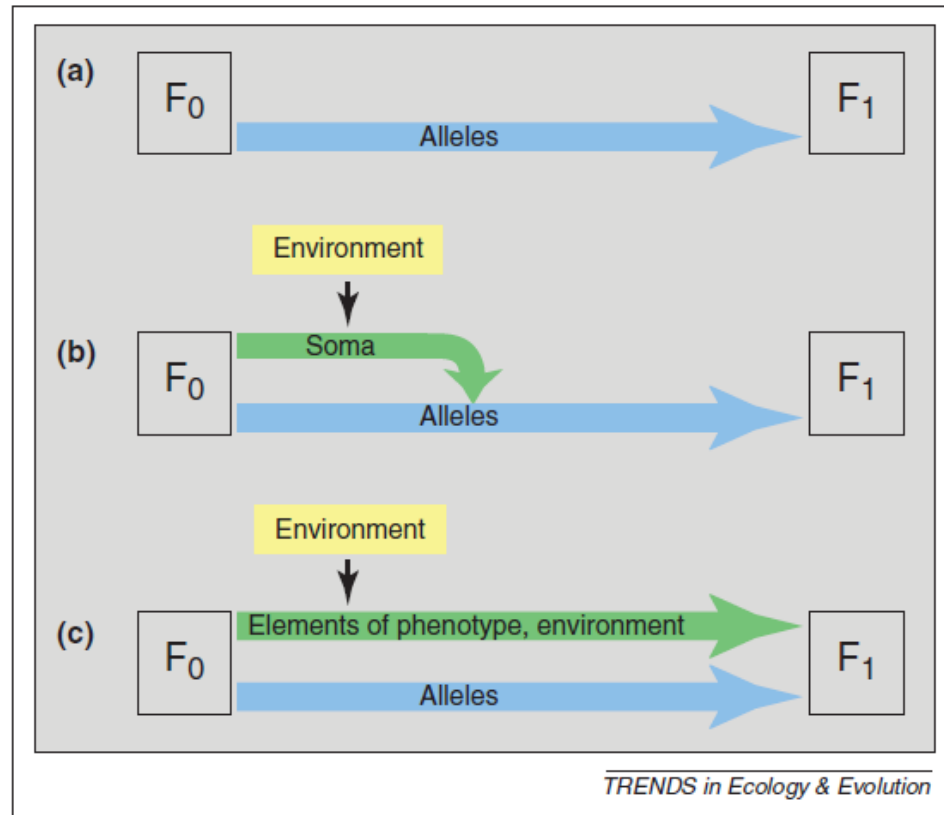 (a)
F0
Alleles
F1
Environment
(b)
F0
Soma
Alleles
F1
Environment
(c)
F0
Elements of phenotype, environment
Alleles
F1
TRENDS in Ecology & Evolution